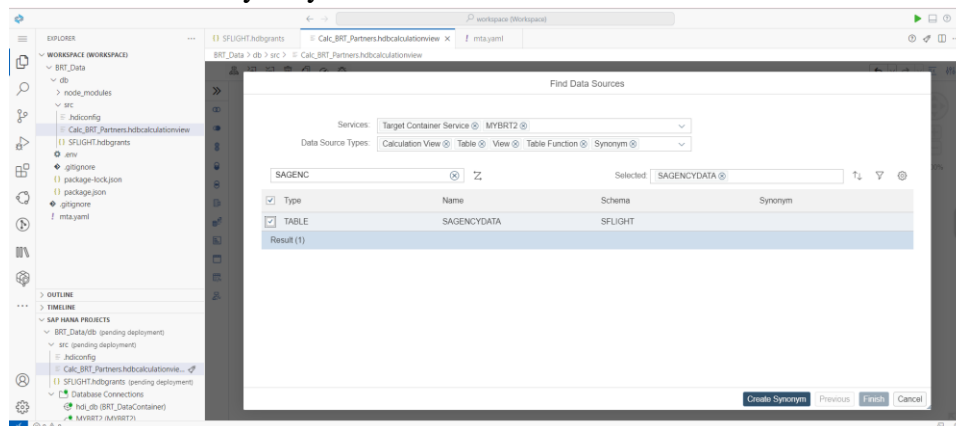 workspace (Workspace)
EXPLORER
SFLIGHT.hdbgrants
Calc_BRT_Partners.hdbcalculationview
mta.yaml
WORKSPACE (WORKSPACE)
BRT_Data > db > src > Calc_BRT_Partners.hdbcalculationview
BRT_Data
db
node_modules
src
.hdiconfig
Calc_BRT_Partners.hdbcalculationview
SFLIGHT.hdbgrants
.env
.gitignore
package-lock.json
package.json
.gitignore
mta.yaml
Find Data Sources
Services: Target Container Service MYBRT2
Data Source Types: Calculation View Table View Table Function Synonym
SAGENC
Selected: SAGENCYDATA
Type Name Schema Synonym
TABLE SAGENCYDATA SFLIGHT
Result (1)
OUTLINE
TIMELINE
SAP HANA PROJECTS
BRT_Data/db (pending deployment)
src (pending deployment)
.hdiconfig
Calc_BRT_Partners.hdbcalculationvie...
SFLIGHT.hdbgrants (pending deployment)
Database Connections
hdi_db (BRT_DataContainer)
MYBRT2 (MYBRT2)
Create Synonym Previous Finish Cancel